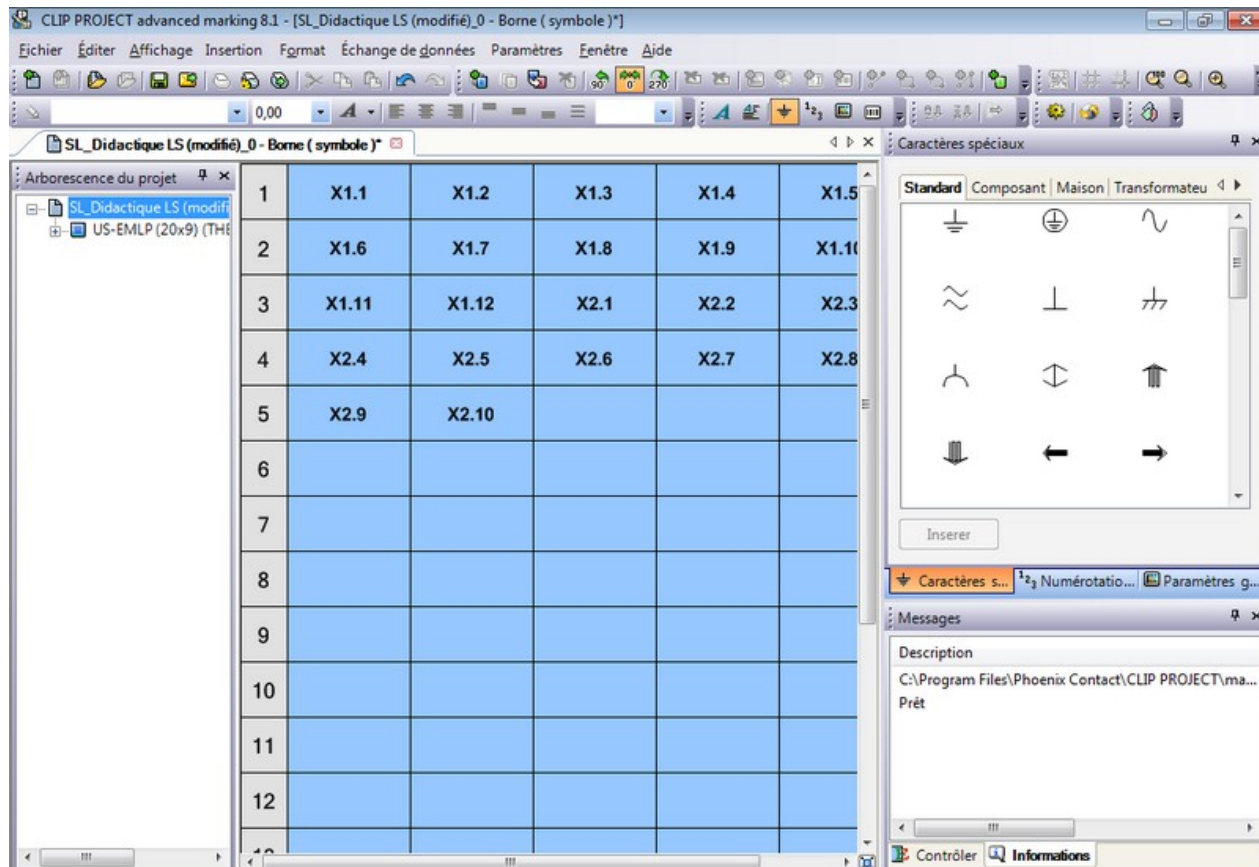 CLIP PROJECT advanced marking 8.1 - [SL_Didactique LS (modifié)_0 - Borne ( symbole )*]
Fichier Éditer Affichage Insertion Format Échange de données Paramètres Fenêtre Aide
0,00
SL_Didactique LS (modifié)_0 - Borne ( symbole )*
Arborescence du projet
SL_Didactique LS (modifi
US-EMLP (20x9) (THE
1 X1.1 X1.2 X1.3 X1.4 X1.5
2 X1.6 X1.7 X1.8 X1.9 X1.10
3 X1.11 X1.12 X2.1 X2.2 X2.3
4 X2.4 X2.5 X2.6 X2.7 X2.8
5 X2.9 X2.10
6
7
8
9
10
11
12
Caractères spéciaux
Standard Composant Maison Transformateu
Inserer
Caractères s... 123 Numérotatio... Paramètres g...
Messages
Description
C:\Program Files\Phoenix Contact\CLIP PROJECT\ma...
Prêt
Contrôler Informations